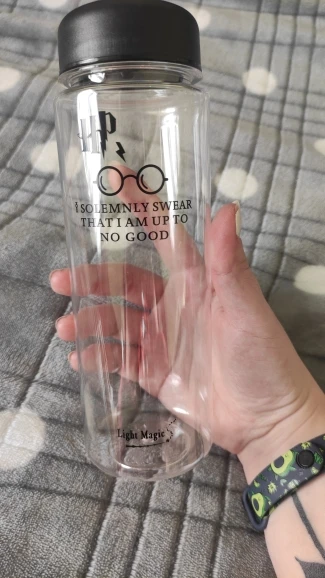 HP
I SOLEMNLY SWEAR
THAT I AM UP TO
NO GOOD
Light Magic